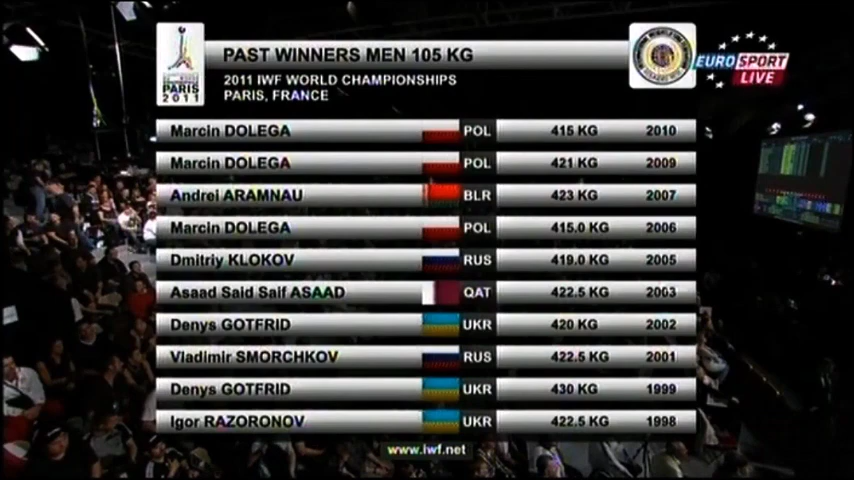 PAST WINNERS MEN 105 KG
2011 IWF WORLD CHAMPIONSHIPS
PARIS, FRANCE
PARIS
2011
EUROSPORT
LIVE
Marcin DOLEGA POL 415 KG 2010
Marcin DOLEGA POL 421 KG 2009
Andrei ARAMNAU BLR 423 KG 2007
Marcin DOLEGA POL 415.0 KG 2006
Dmitriy KLOKOV RUS 419.0 KG 2005
Asaad Said Saif ASAAD QAT 422.5 KG 2003
Denys GOTFRID UKR 420 KG 2002
Vladimir SMORCHKOV RUS 422.5 KG 2001
Denys GOTFRID UKR 430 KG 1999
Igor RAZORONOV UKR 422.5 KG 1998
www.iwf.net